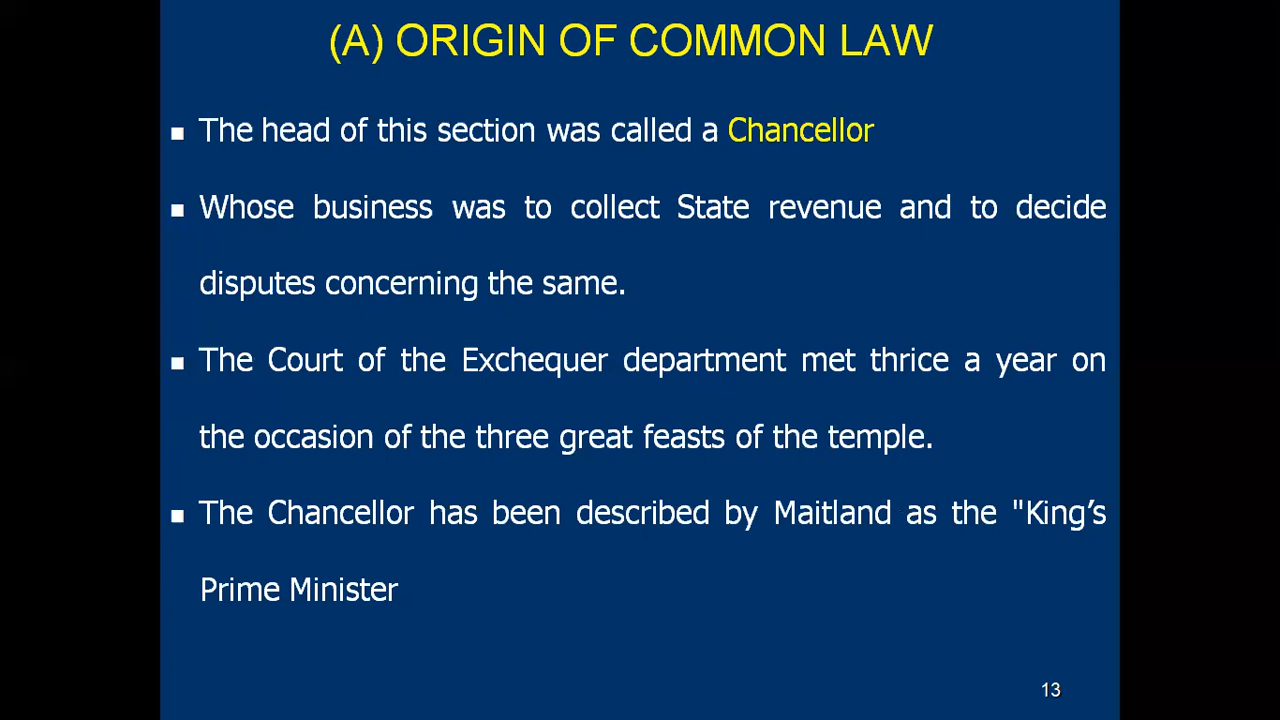 (A) ORIGIN OF COMMON LAW
▪ The head of this section was called a Chancellor
▪ Whose business was to collect State revenue and to decide
disputes concerning the same.
▪ The Court of the Exchequer department met thrice a year on
the occasion of the three great feasts of the temple.
▪ The Chancellor has been described by Maitland as the "King’s
Prime Minister
13